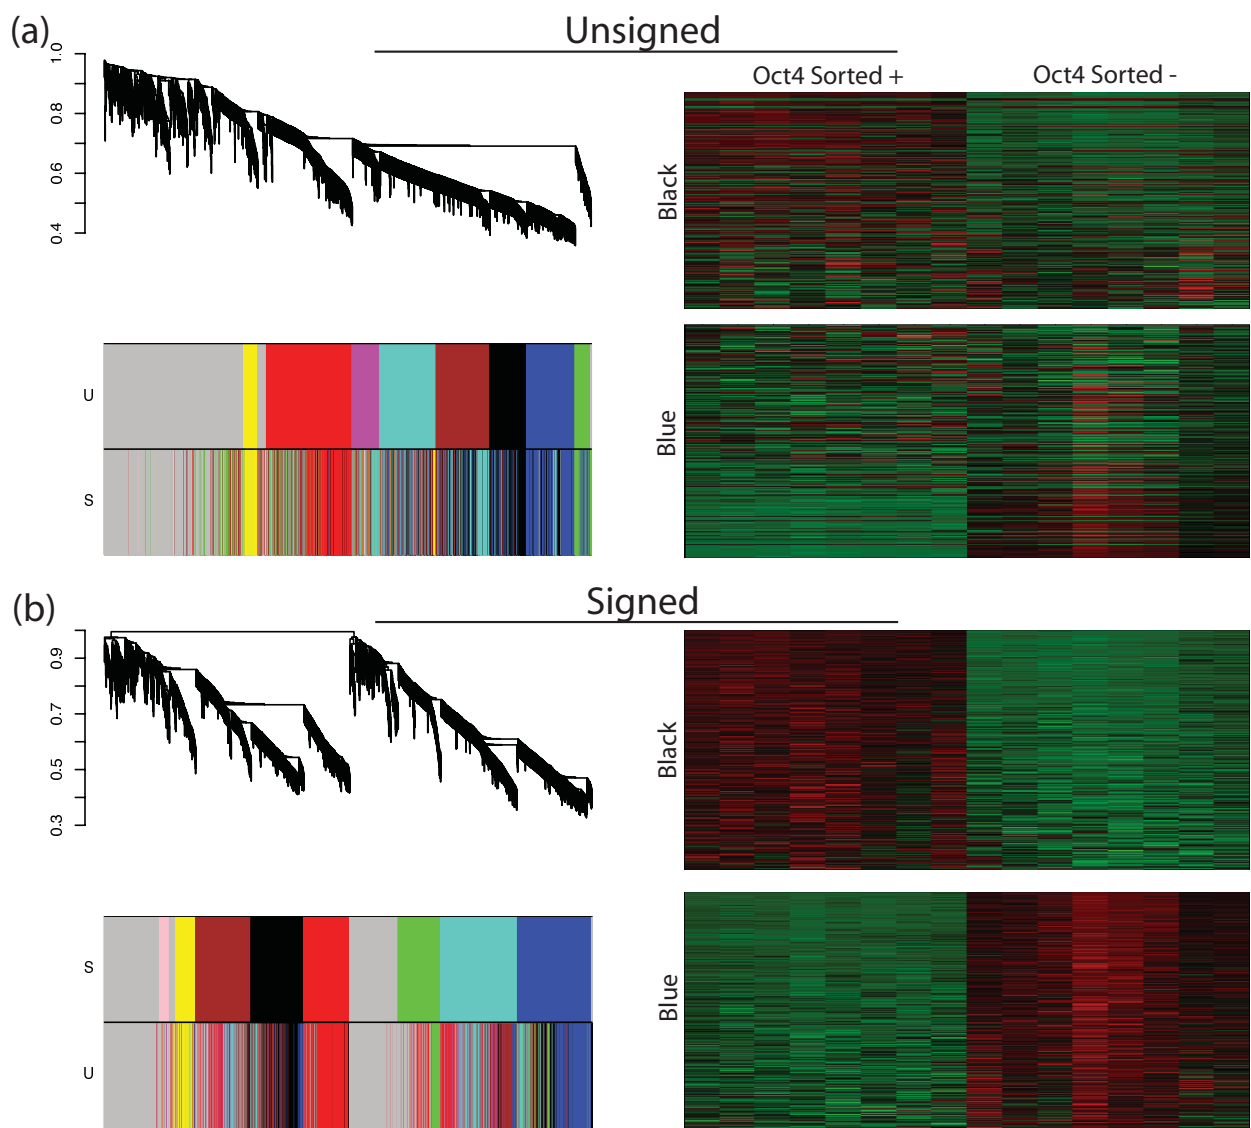 (a)
Unsigned
Oct4 Sorted +
Oct4 Sorted -
1.0
0.8
0.6
0.4
Black
U
S
Blue
(b)
Signed
0.9
0.7
0.5
0.3
Black
S
U
Blue